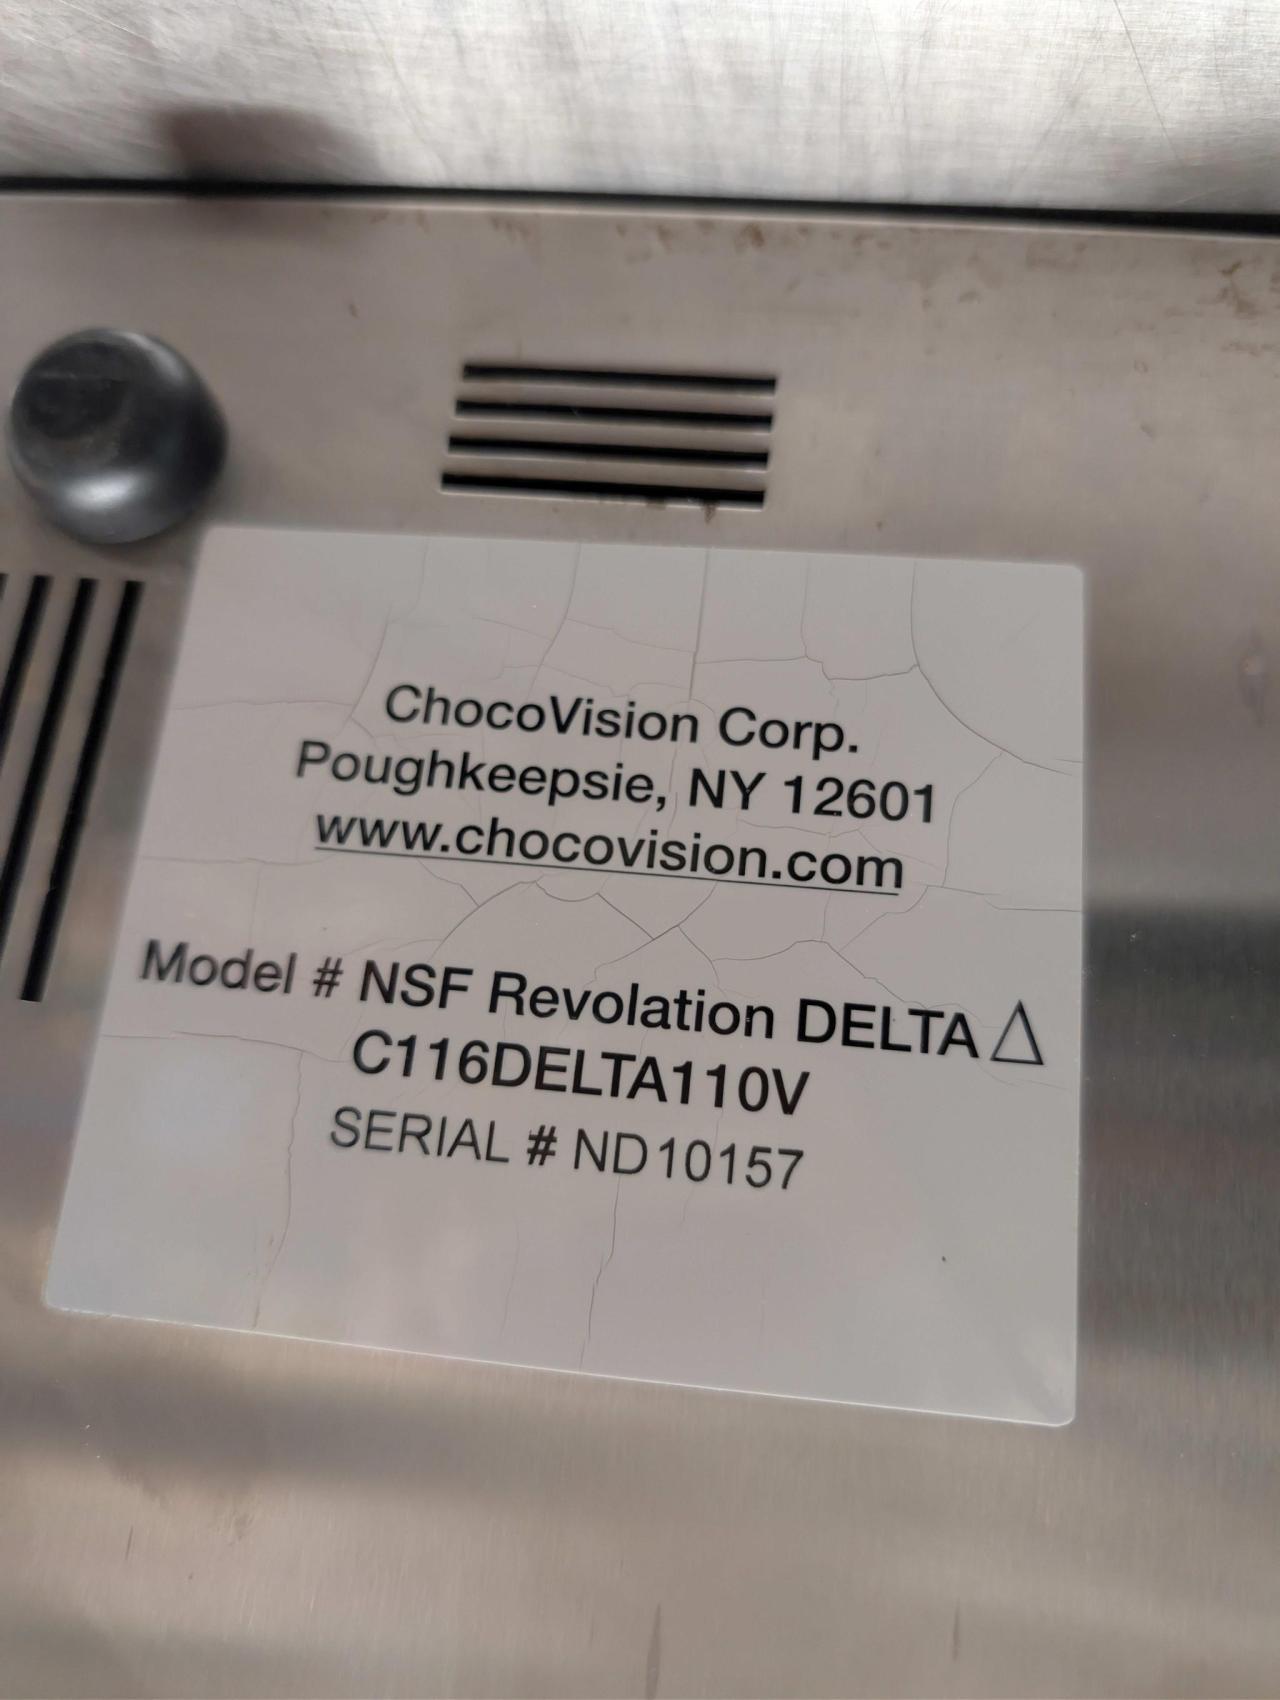 ChocoVision Corp.
Poughkeepsie, NY 12601
www.chocovision.com
Model # NSF Revolation DELTA △
C116DELTA110V
SERIAL # ND10157